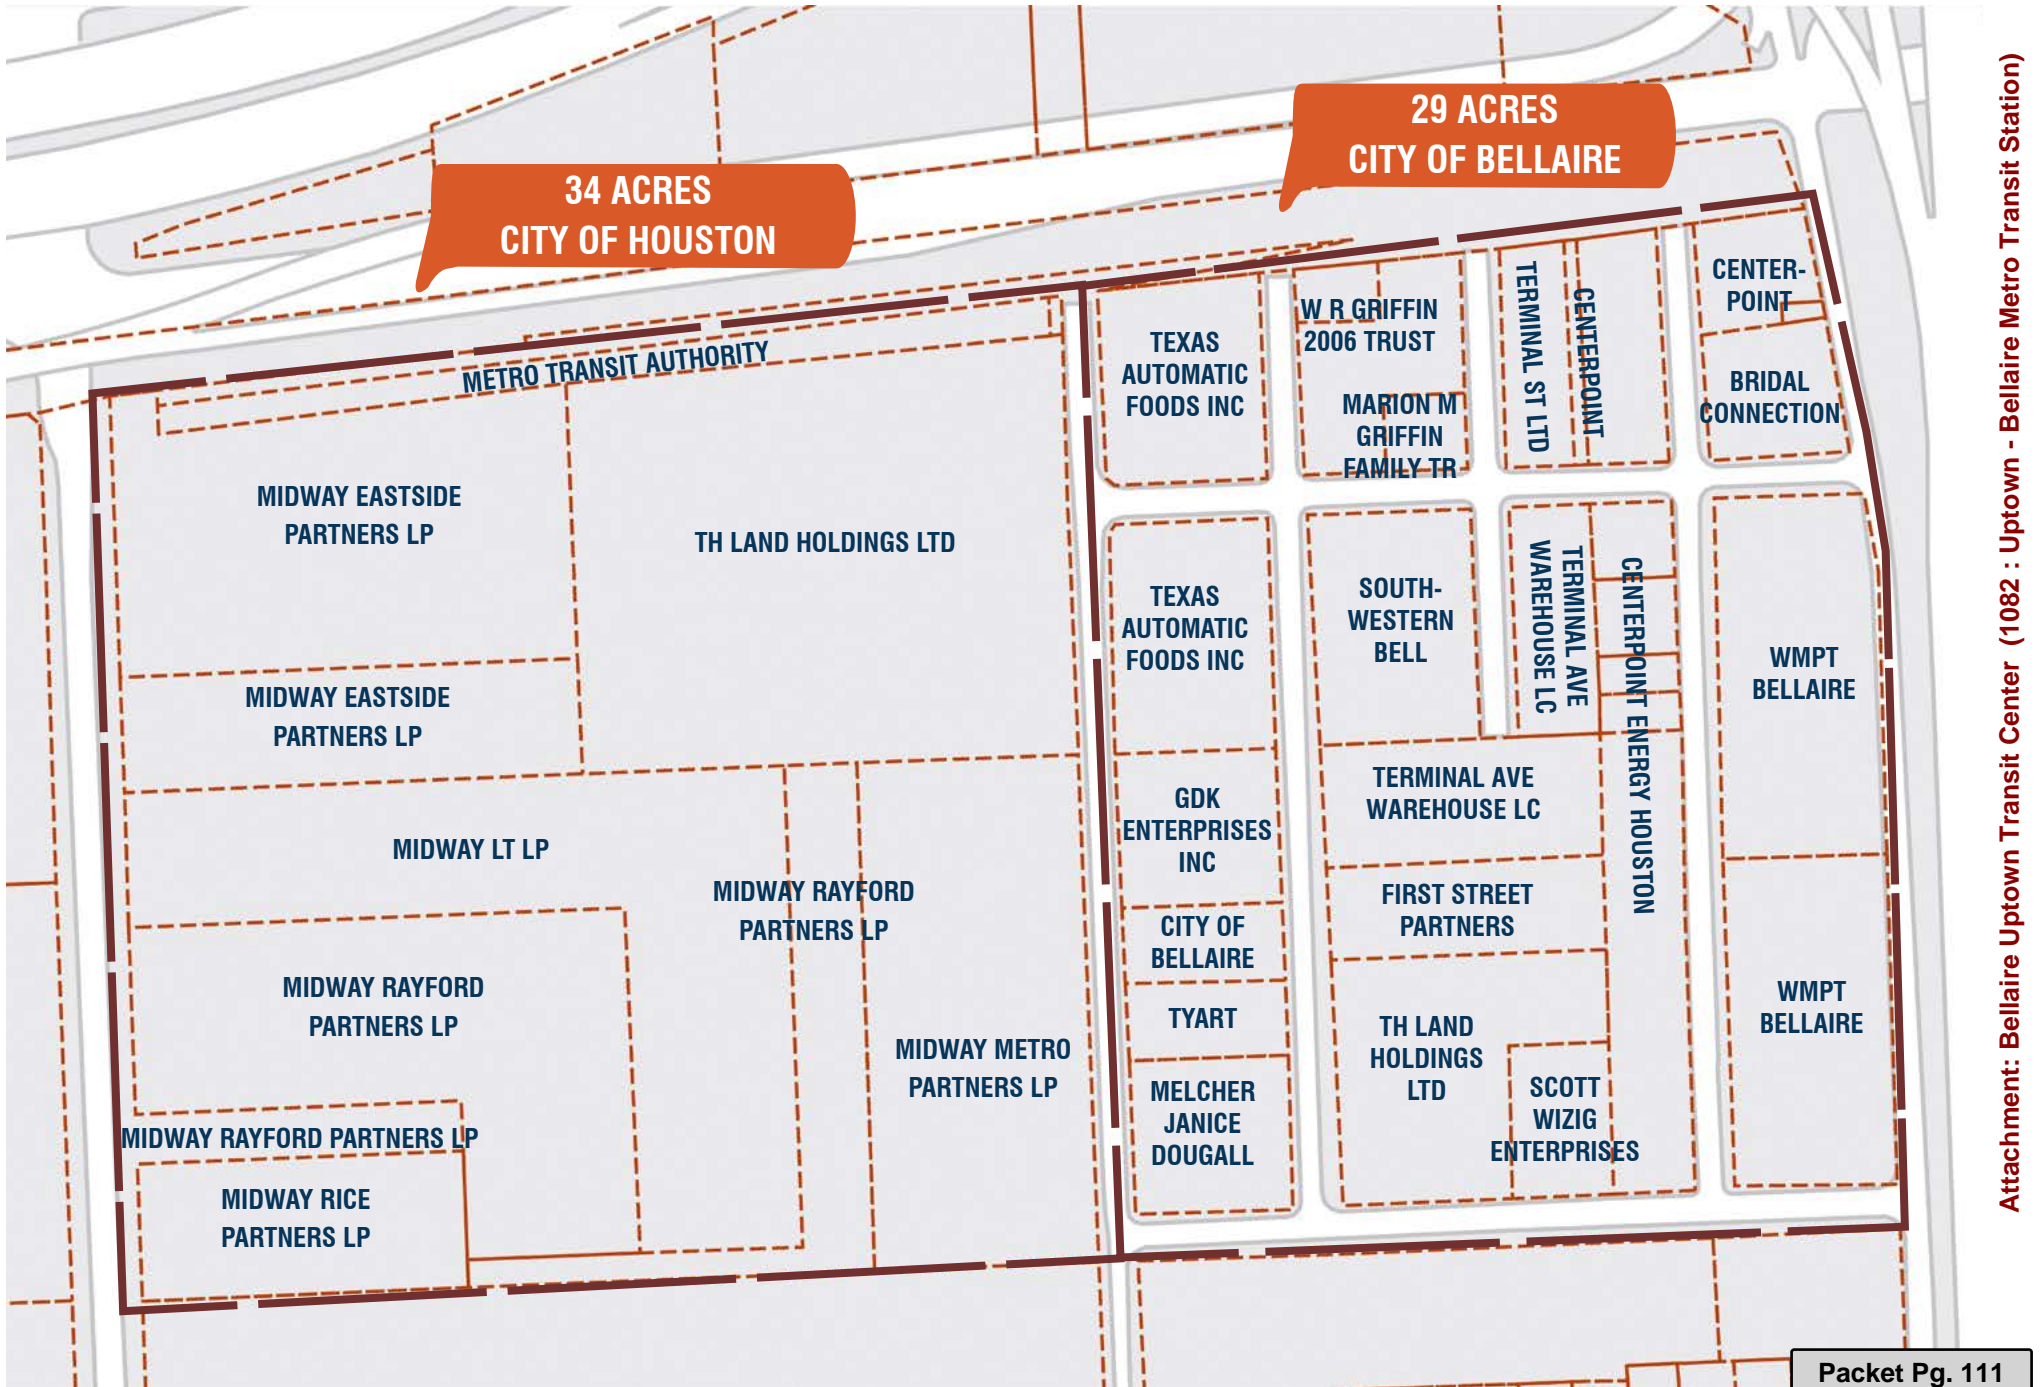 29 ACRES
CITY OF BELLAIRE
34 ACRES
CITY OF HOUSTON
METRO TRANSIT AUTHORITY
MIDWAY EASTSIDE
PARTNERS LP
TH LAND HOLDINGS LTD
MIDWAY EASTSIDE
PARTNERS LP
MIDWAY LT LP
MIDWAY RAYFORD
PARTNERS LP
MIDWAY RAYFORD
PARTNERS LP
MIDWAY METRO
PARTNERS LP
MIDWAY RAYFORD PARTNERS LP
MIDWAY RICE
PARTNERS LP
TEXAS
AUTOMATIC
FOODS INC
W R GRIFFIN
2006 TRUST
MARION M
GRIFFIN
FAMILY TR
TERMINAL ST LTD
CENTERPOINT
CENTER-
POINT
BRIDAL
CONNECTION
TEXAS
AUTOMATIC
FOODS INC
SOUTH-
WESTERN
BELL
TERMINAL AVE
WAREHOUSE LC
CENTERPOINT ENERGY HOUSTON
WMPT
BELLAIRE
GDK
ENTERPRISES
INC
TERMINAL AVE
WAREHOUSE LC
FIRST STREET
PARTNERS
CITY OF
BELLAIRE
TYART
MELCHER
JANICE
DOUGALL
TH LAND
HOLDINGS
LTD
SCOTT
WIZIG
ENTERPRISES
WMPT
BELLAIRE
Attachment: Bellaire Uptown Transit Center (1082 : Uptown - Bellaire Metro Transit Station)
Packet Pg. 111